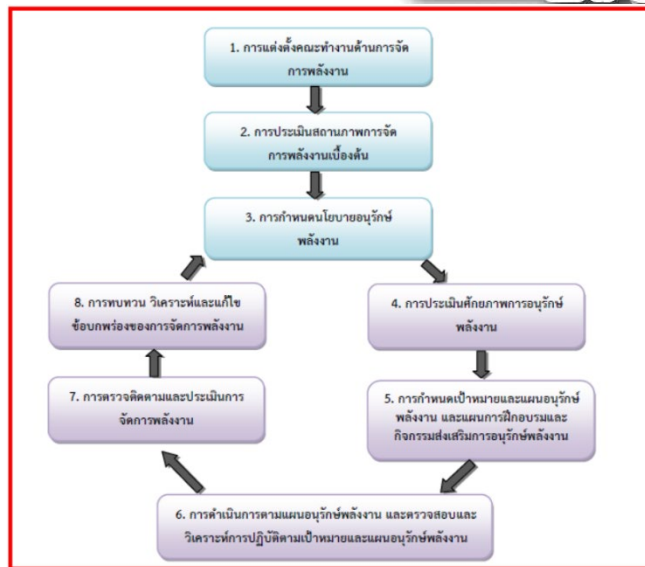 1. การแต่งตั้งคณะทำงานด้านการจัด
การพลังงาน
2. การประเมินสถานภาพการจัด
การพลังงานเบื้องต้น
3. การกำหนดนโยบายอนุรักษ์
พลังงาน
4. การประเมินศักยภาพการอนุรักษ์
พลังงาน
5. การกำหนดเป้าหมายและแผนอนุรักษ์
พลังงาน และแผนการฝึกอบรมและ
กิจกรรมส่งเสริมการอนุรักษ์พลังงาน
6. การดำเนินการตามแผนอนุรักษ์พลังงาน และตรวจสอบและ
วิเคราะห์การปฏิบัติตามเป้าหมายและแผนอนุรักษ์พลังงาน
7. การตรวจติดตามและประเมินการ
จัดการพลังงาน
8. การทบทวน วิเคราะห์และแก้ไข
ข้อบกพร่องของการจัดการพลังงาน